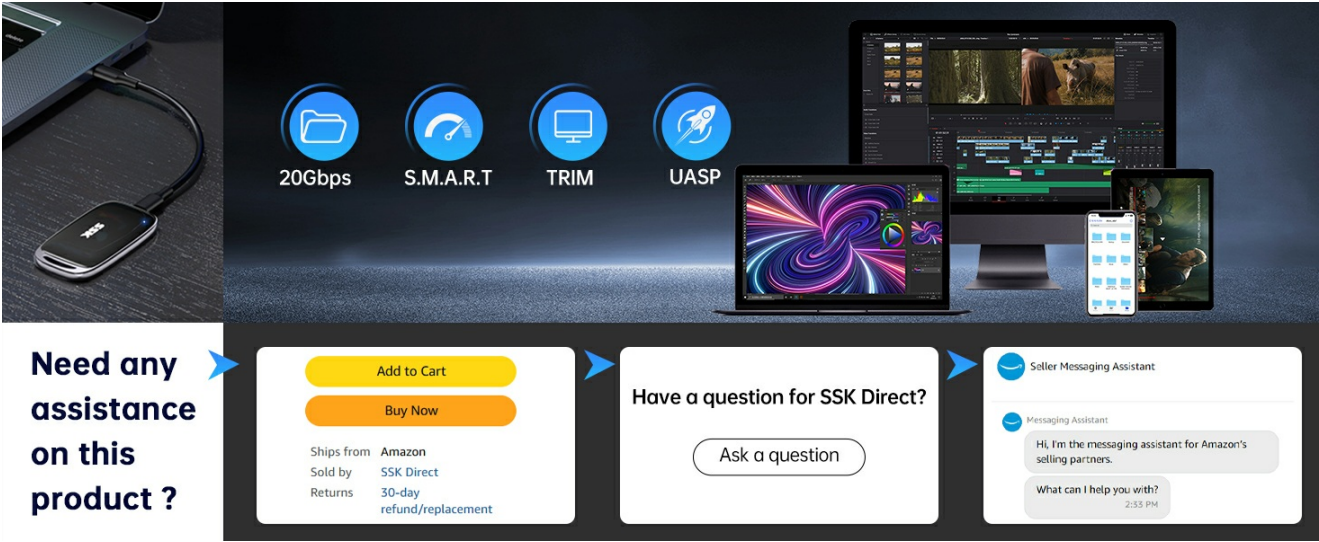 SSK
20Gbps
S.M.A.R.T
TRIM
UASP
Need any
assistance
on this
product ?
Add to Cart
Buy Now
Ships from Amazon
Sold by SSK Direct
Returns 30-day
refund/replacement
Have a question for SSK Direct?
Ask a question
Seller Messaging Assistant
Messaging Assistant
Hi, I'm the messaging assistant for Amazon's
selling partners.
What can I help you with?
2:55 PM